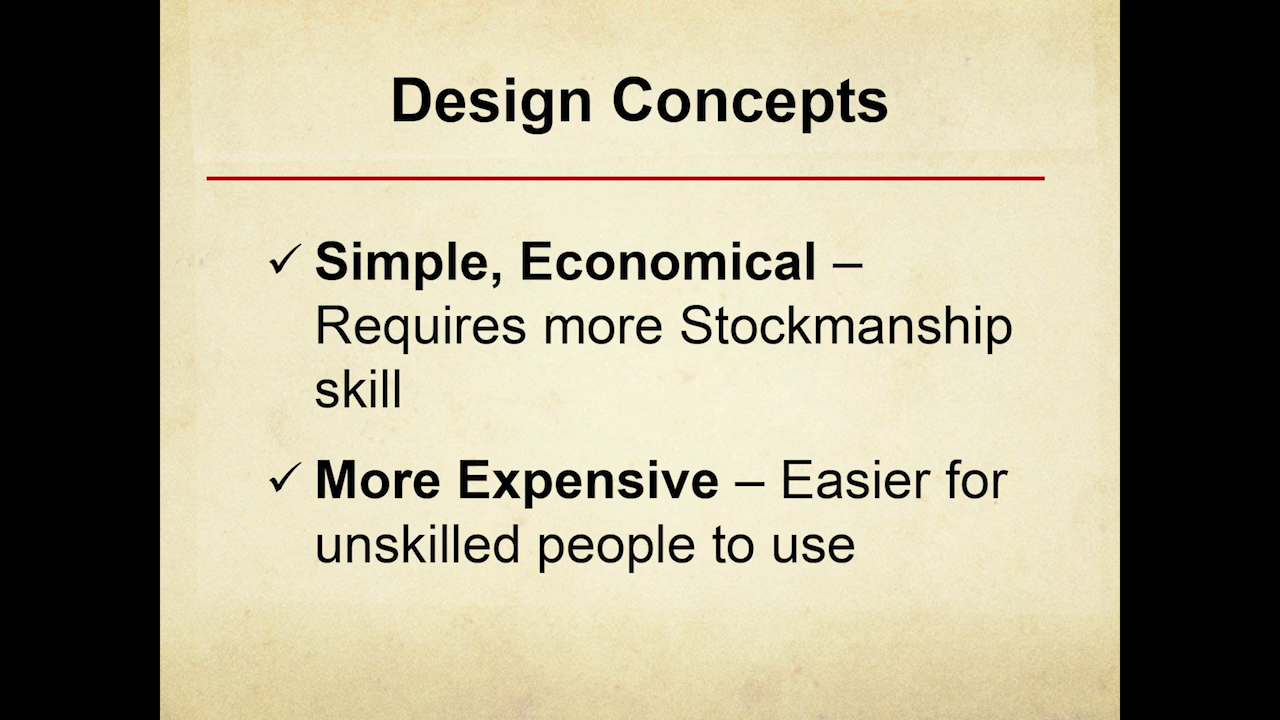 Design Concepts
✓ Simple, Economical –
Requires more Stockmanship
skill
✓ More Expensive – Easier for
unskilled people to use